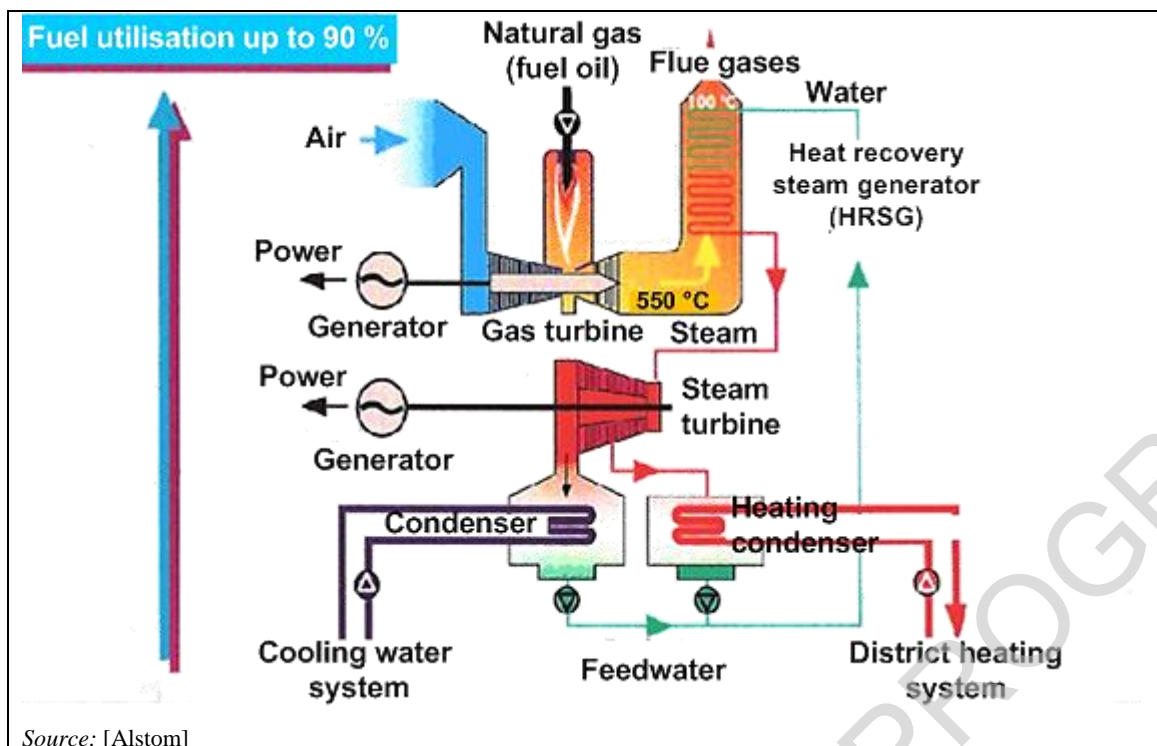 Fuel utilisation up to 90 %
Natural gas
(fuel oil)
Flue gases
100 °C
Water
Air
Heat recovery
steam generator
(HRSG)
Power
Generator
Gas turbine
550 °C
Steam
Power
Generator
Steam
turbine
Condenser
Heating
condenser
Cooling water
system
Feedwater
District heating
system
Source: [Alstom]
PROGR